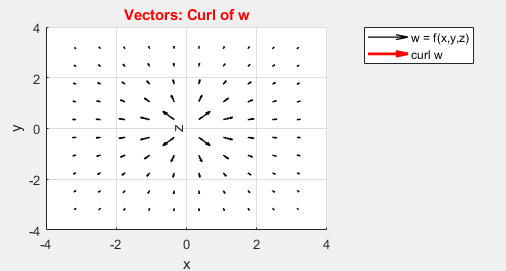 Vectors: Curl of w
w = f(x,y,z)
curl w
4
2
0
-2
-4
y
z
-4
-2
0
2
4
x